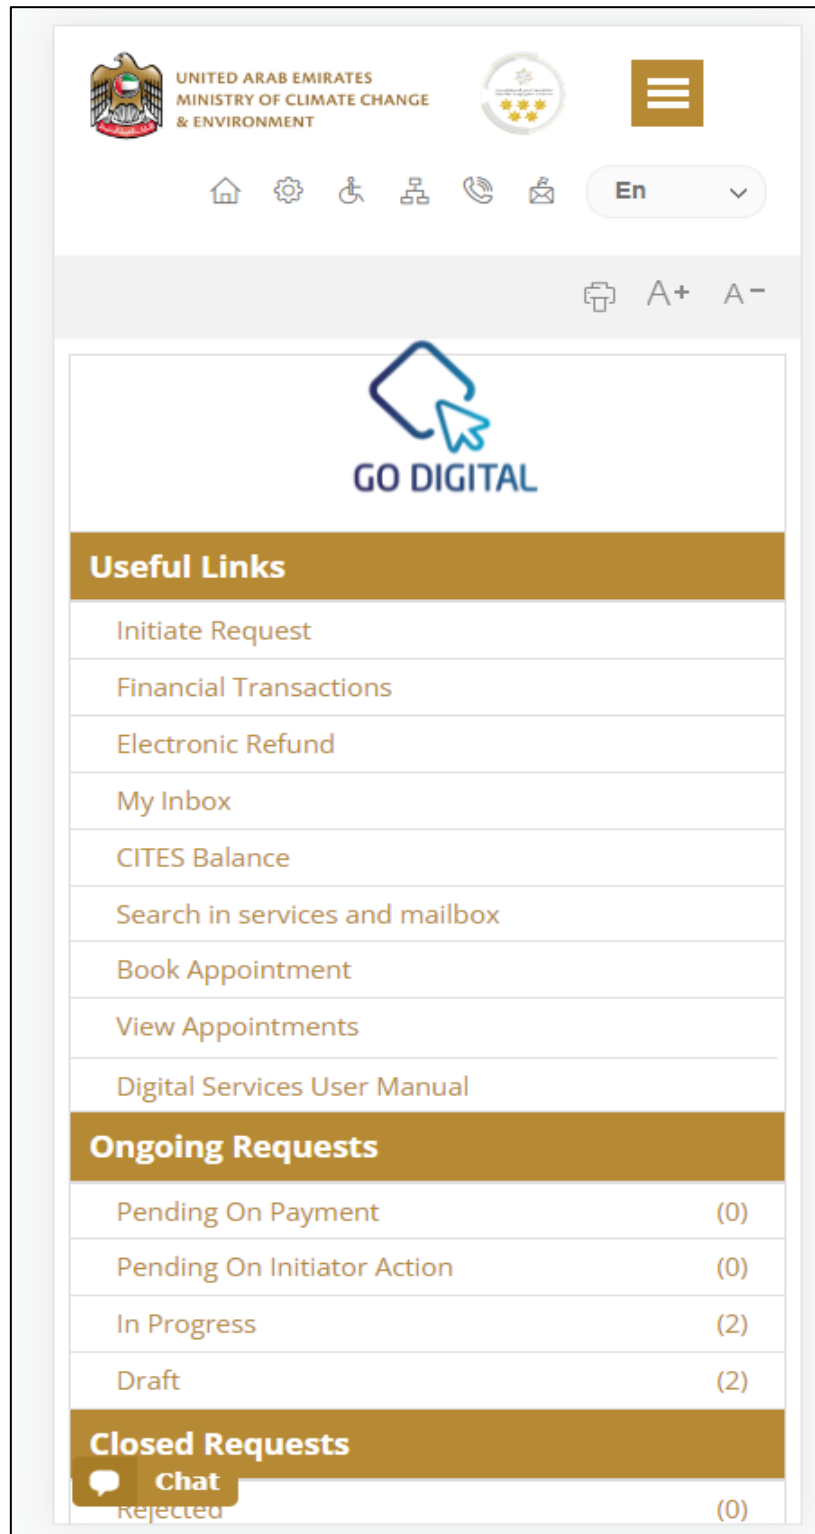 UNITED ARAB EMIRATES
MINISTRY OF CLIMATE CHANGE
& ENVIRONMENT
En
A+ A-
GO DIGITAL
Useful Links
Initiate Request
Financial Transactions
Electronic Refund
My Inbox
CITES Balance
Search in services and mailbox
Book Appointment
View Appointments
Digital Services User Manual
Ongoing Requests
Pending On Payment (0)
Pending On Initiator Action (0)
In Progress (2)
Draft (2)
Closed Requests
Chat
Rejected (0)